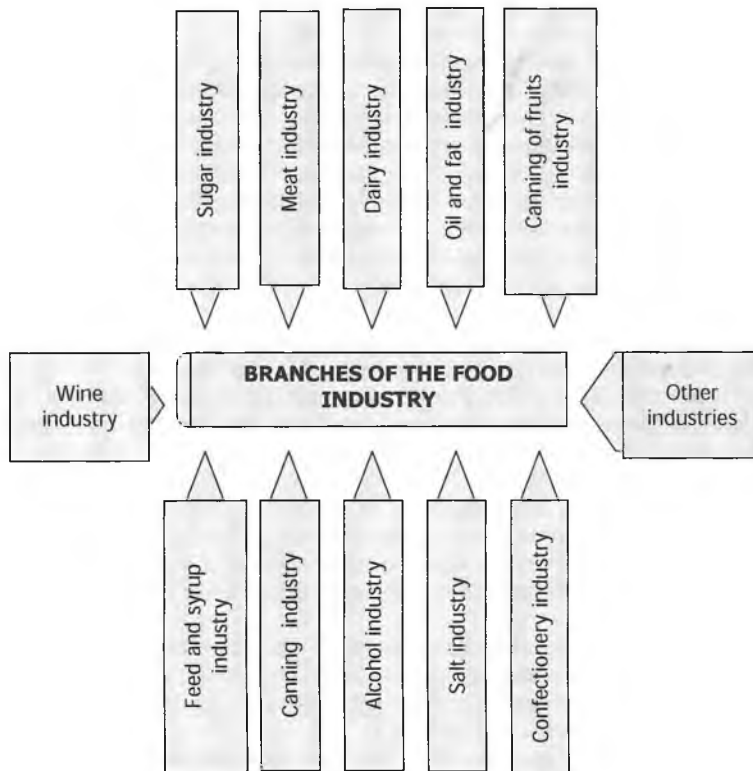 Sugar industry
Meat industry
Dairy industry
Oil and fat industry
Canning of fruits
industry
Wine
industry
BRANCHES OF THE FOOD
INDUSTRY
Other
industries
Feed and syrup
industry
Canning industry
Alcohol industry
Salt industry
Confectionery industry